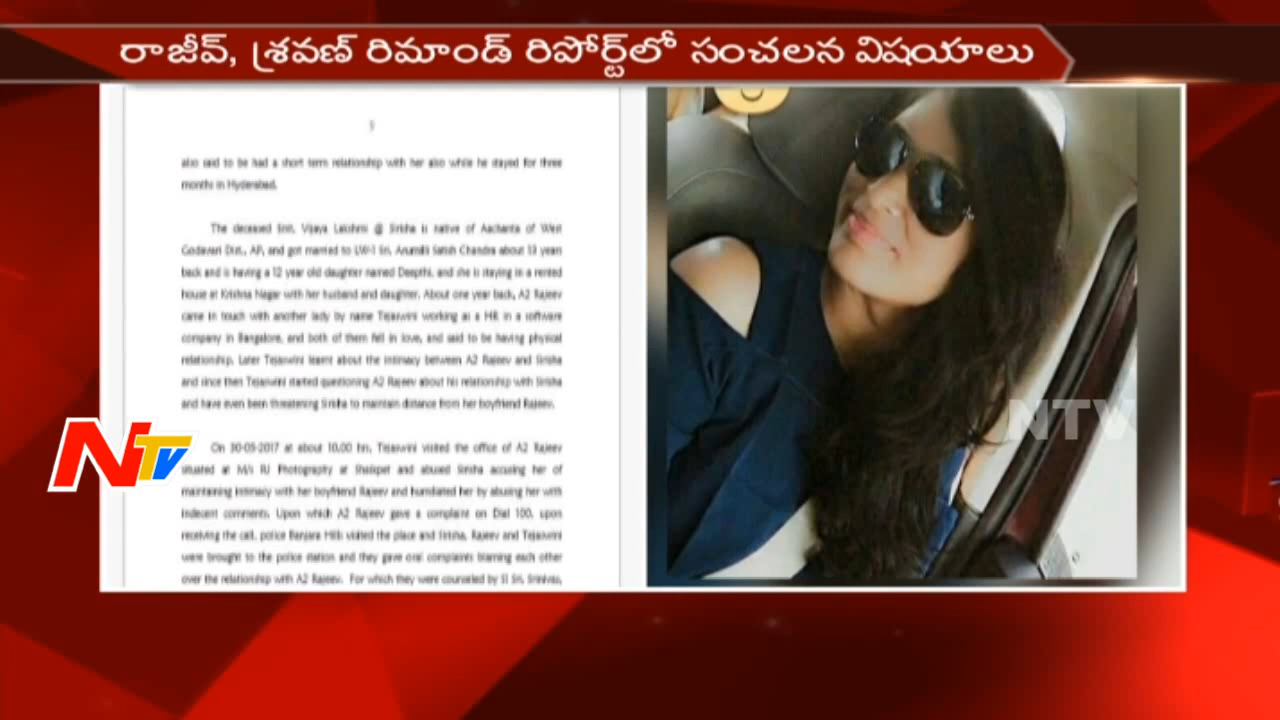 రాజీవ్, శ్రవణ్ రిమాండ్ రిపోర్ట్‌లో సంచలన విషయాలు
also said to be had a short term relationship with her also while he stayed for three
months in Hyderabad.
The deceased Smt. Vijaya Lakshmi @ Sirisha is native of Aachanta of West
Godavari Dist., AP, and got married to LW-1 Sri. Satish Chandra about 13 years
back and is having a 12 year old daughter named Deepthi, and she is staying in a rented
house at Krishna Nagar with her husband and daughter. About one year back, A2 Rajeev
came in touch with another lady by name Tejaswini working as a HR in a software
company in Bangalore, and both of them fell in love, and said to be having physical
relationship. Later Tejaswini learnt about the intimacy between A2 Rajeev and Sirisha
and since then Tejaswini started questioning A2 Rajeev about his relationship with Sirisha
and have even been threatening Sirisha to maintain distance from her boyfriend Rajeev.
On 30-05-2017 at about 10.00 hrs, Tejaswini visited the office of A2 Rajeev
situated at M/s RJ Photography at Shaikpet and abused Sirisha accusing her of
maintaining intimacy with her boyfriend Rajeev and humiliated her by abusing her with
indecent comments. Upon which A2 Rajeev gave a complaint on Dial 100, upon
receiving the call, police Banjara Hills visited the place and Sirisha, Rajeev and Tejaswini
were brought to the police station and they gave oral complaints blaming each other
over the relationship with A2 Rajeev. For which they were counseled by SI Sri. Srinivas,
NTV
NTV